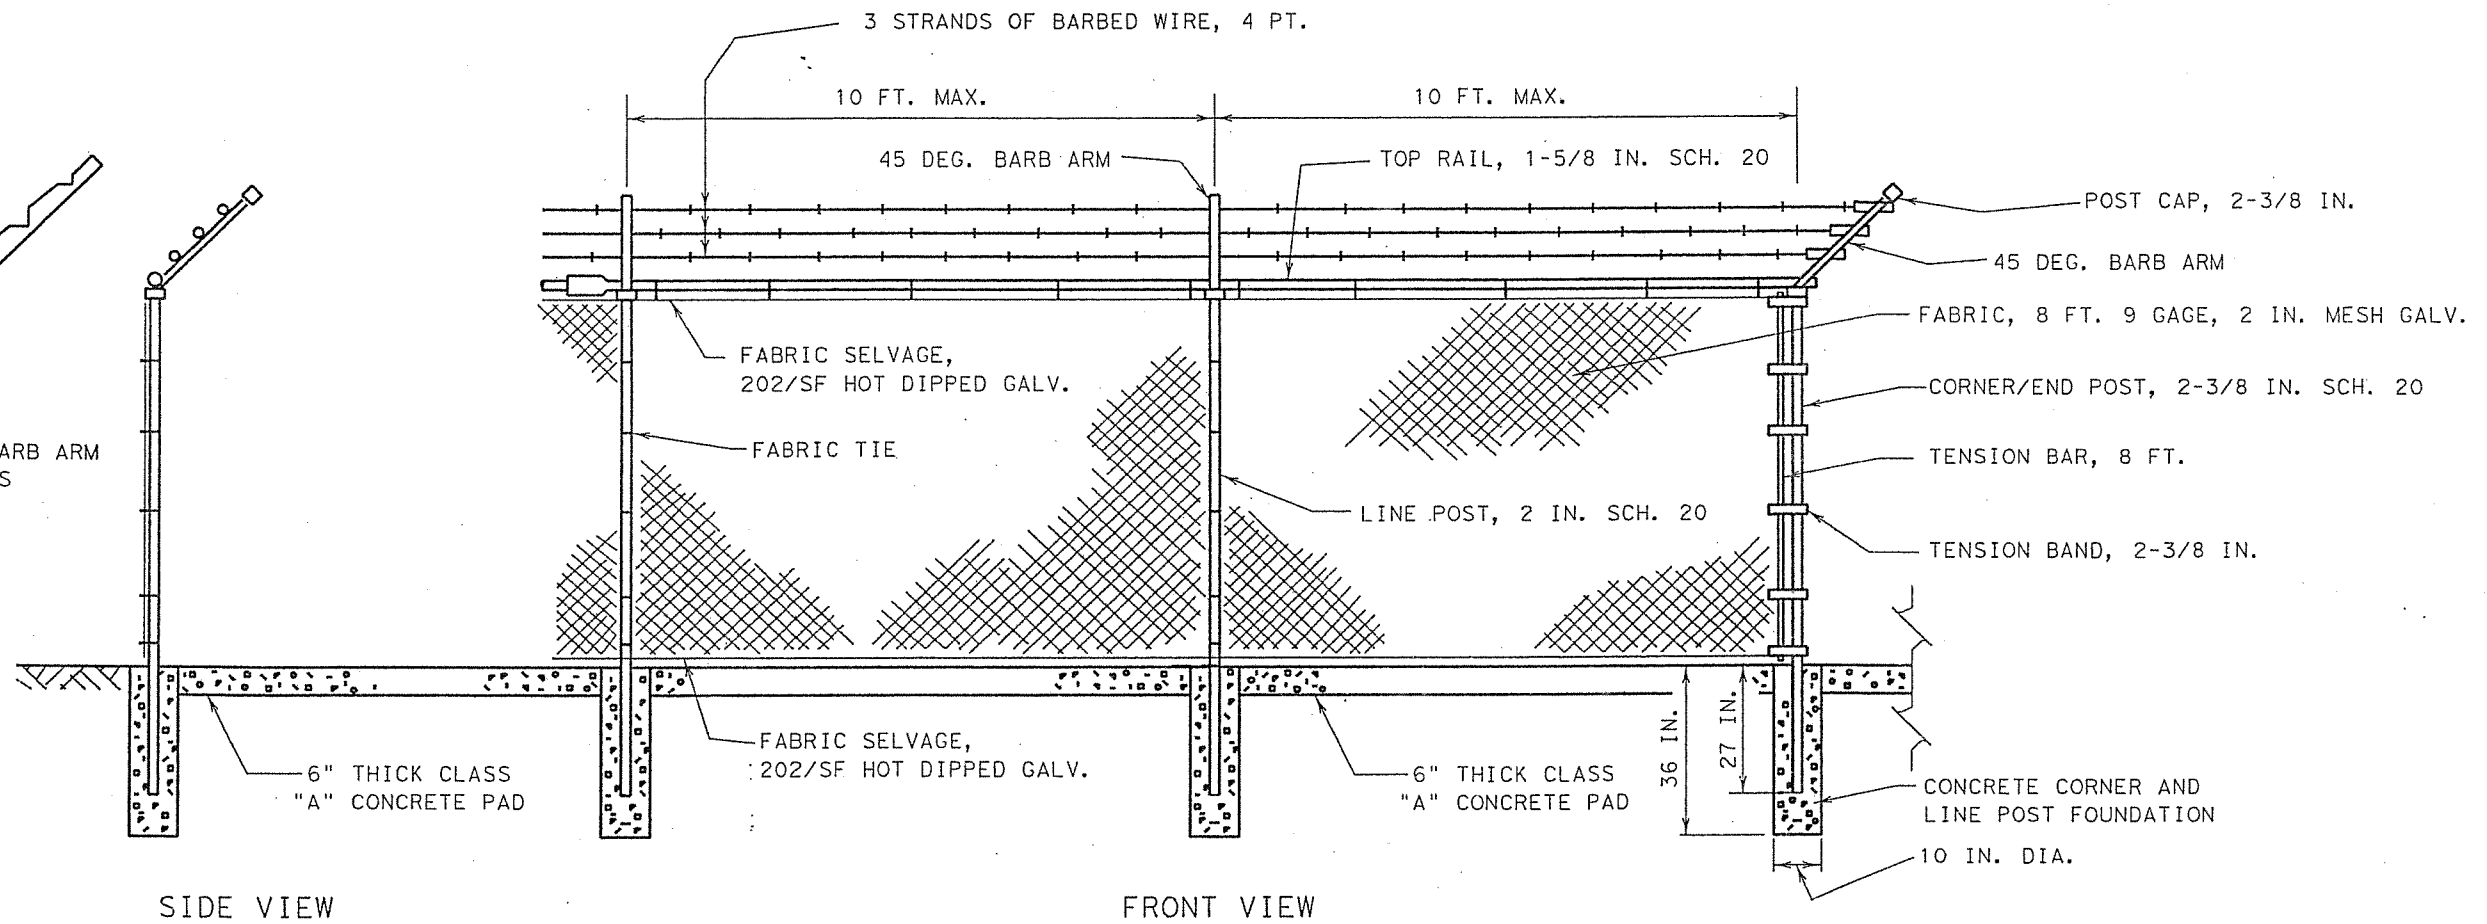 3 STRANDS OF BARBED WIRE, 4 PT.
10 FT. MAX.
10 FT. MAX.
45 DEG. BARB ARM
TOP RAIL, 1-5/8 IN. SCH. 20
POST CAP, 2-3/8 IN.
45 DEG. BARB ARM
FABRIC, 8 FT. 9 GAGE, 2 IN. MESH GALV.
FABRIC SELVAGE,
202/SF HOT DIPPED GALV.
CORNER/END POST, 2-3/8 IN. SCH. 20
FABRIC TIE
ARB ARM
S
TENSION BAR, 8 FT.
LINE POST, 2 IN. SCH. 20
TENSION BAND, 2-3/8 IN.
36 IN.
27 IN.
FABRIC SELVAGE,
202/SF HOT DIPPED GALV.
6" THICK CLASS
"A" CONCRETE PAD
6" THICK CLASS
"A" CONCRETE PAD
CONCRETE CORNER AND
LINE POST FOUNDATION
10 IN. DIA.
SIDE VIEW
FRONT VIEW